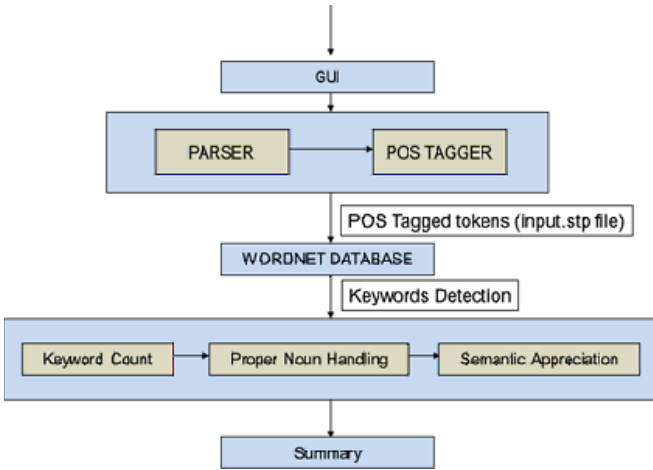 GUI
PARSER
POS TAGGER
POS Tagged tokens (input.stp file)
WORDNET DATABASE
Keywords Detection
Keyword Count
Proper Noun Handling
Semantic Appreciation
Summary